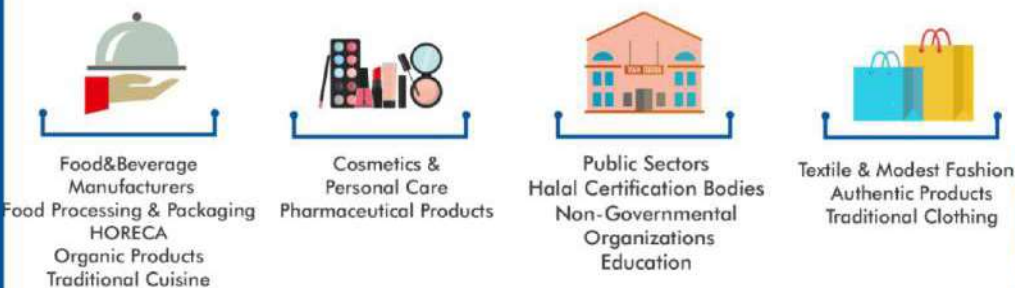 Food&Beverage
Manufacturers
Food Processing & Packaging
HORECA
Organic Products
Traditional Cuisine
Cosmetics &
Personal Care
Pharmaceutical Products
Public Sectors
Halal Certification Bodies
Non-Governmental
Organizations
Education
Textile & Modest Fashion
Authentic Products
Traditional Clothing